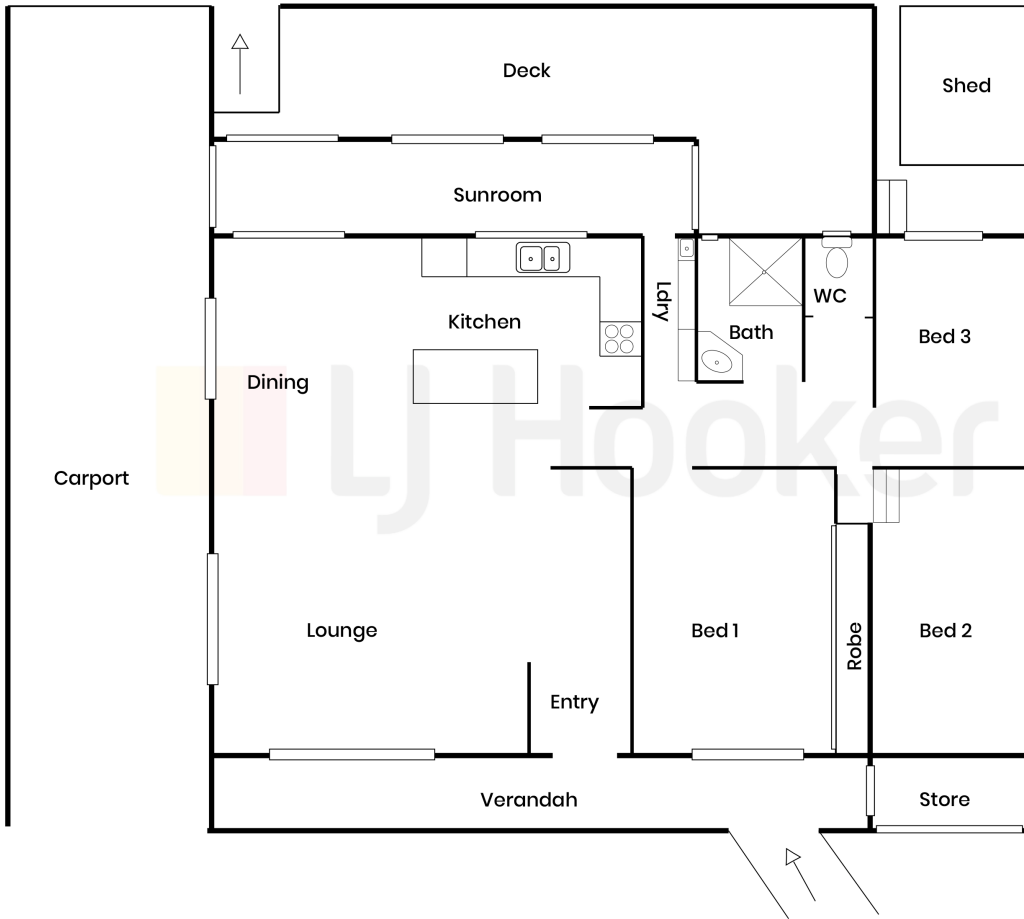 Deck
Shed
Sunroom
Ldry
WC
Kitchen
Bath
Bed 3
Dining
LJ Hooker
Carport
Lounge
Bed 1
Robe
Bed 2
Entry
Verandah
Store